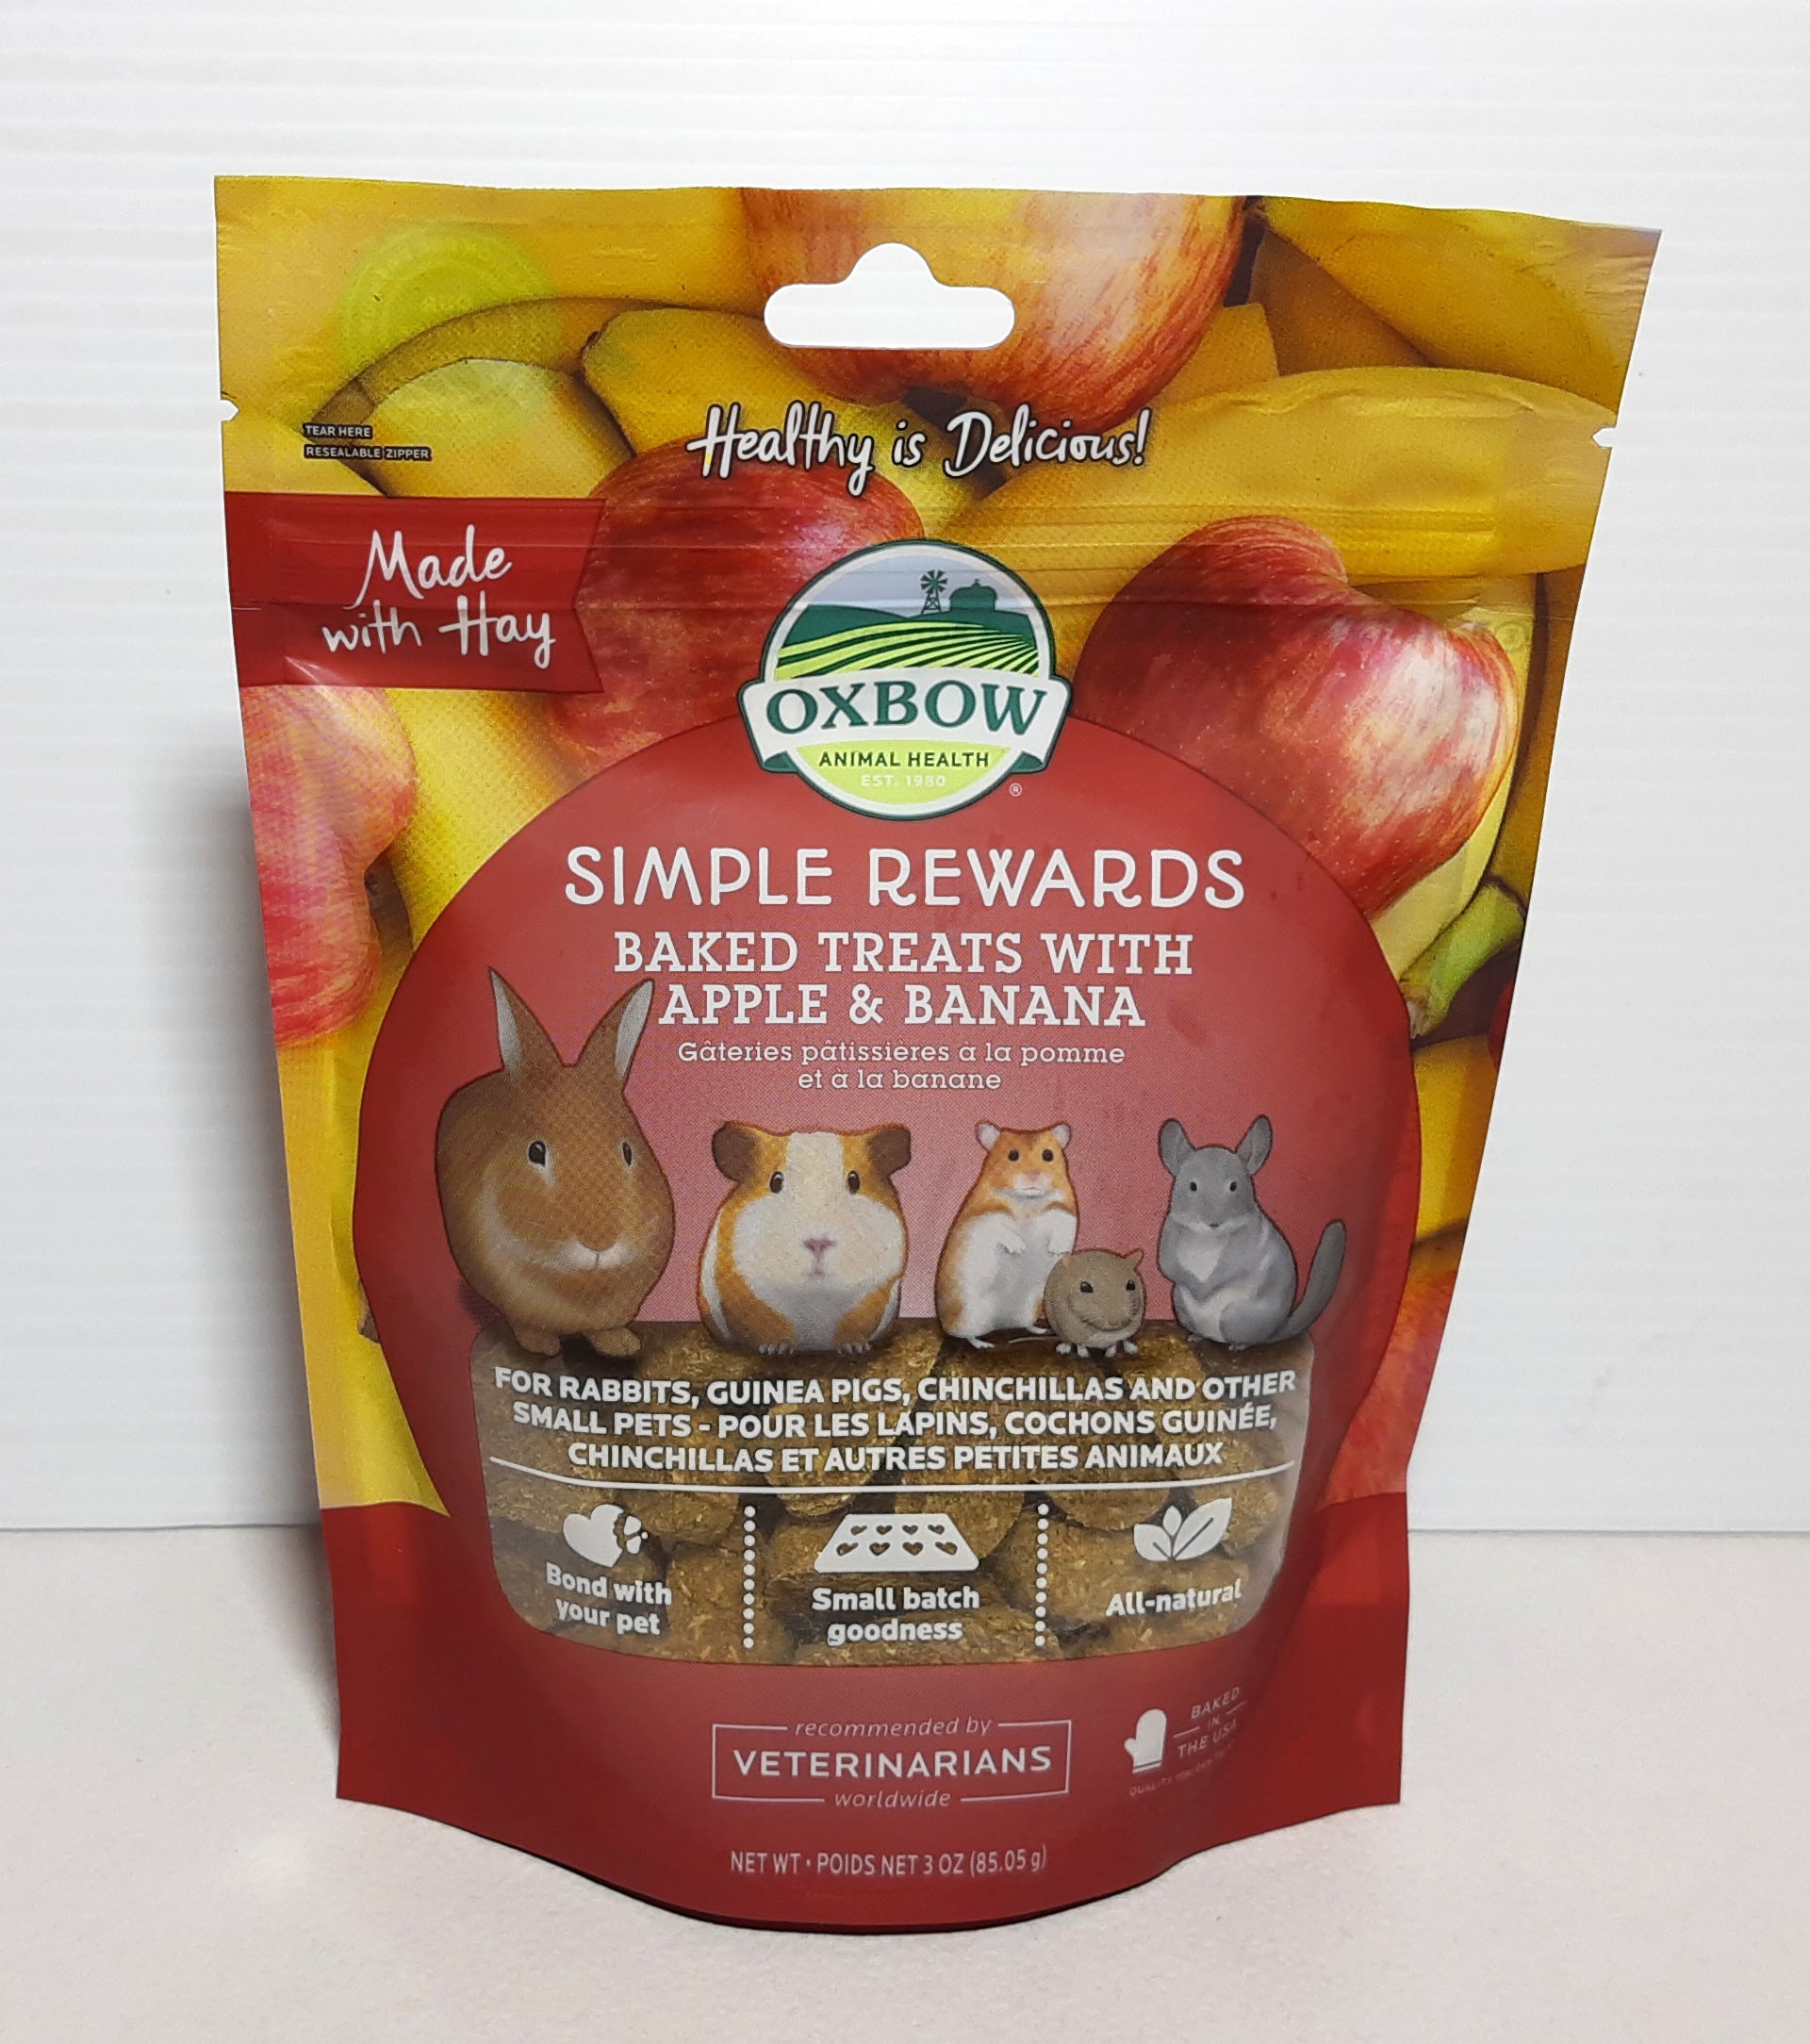 TEAR HERE
RESEALABLE ZIPPER
Healthy is Delicious!
Made
with Hay
OXBOW
ANIMAL HEALTH
EST. 1980
®
SIMPLE REWARDS
BAKED TREATS WITH
APPLE & BANANA
Gâteries pâtissières à la pomme
et à la banane
FOR RABBITS, GUINEA PIGS, CHINCHILLAS AND OTHER
SMALL PETS - POUR LES LAPINS, COCHONS GUINÉE,
CHINCHILLAS ET AUTRES PETITES ANIMAUX
Bond with
your pet
Small batch
goodness
All-natural
recommended by
VETERINARIANS
worldwide
BAKED
IN
THE USA
QUALITY YOU CAN
NET WT • POIDS NET 3 OZ (85.05 g)